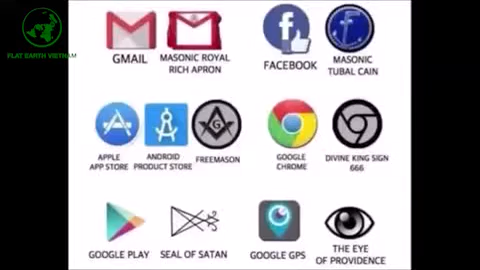 FLAT EARTH VIETNAM
GMAIL
MASONIC ROYAL
RICH APRON
FACEBOOK
MASONIC
TUBAL CAIN
APPLE
APP STORE
ANDROID
PRODUCT STORE
FREEMASON
GOOGLE
CHROME
DIVINE KING SIGN
666
GOOGLE PLAY
SEAL OF SATAN
GOOGLE GPS
THE EYE
OF PROVIDENCE